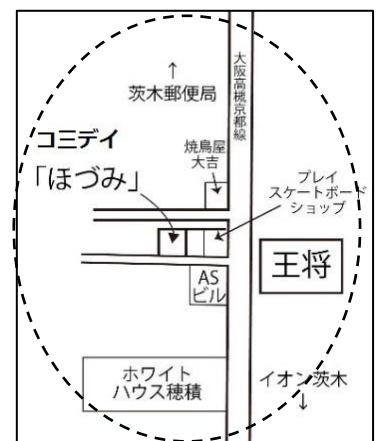 ↑
茨木郵便局
大阪高槻京都線
コミデイ
「ほづみ」
焼鳥屋
大吉
プレイ
スケートボード
ショップ
王将
AS
ビル
ホワイト
ハウス穂積
イオン茨木
↓